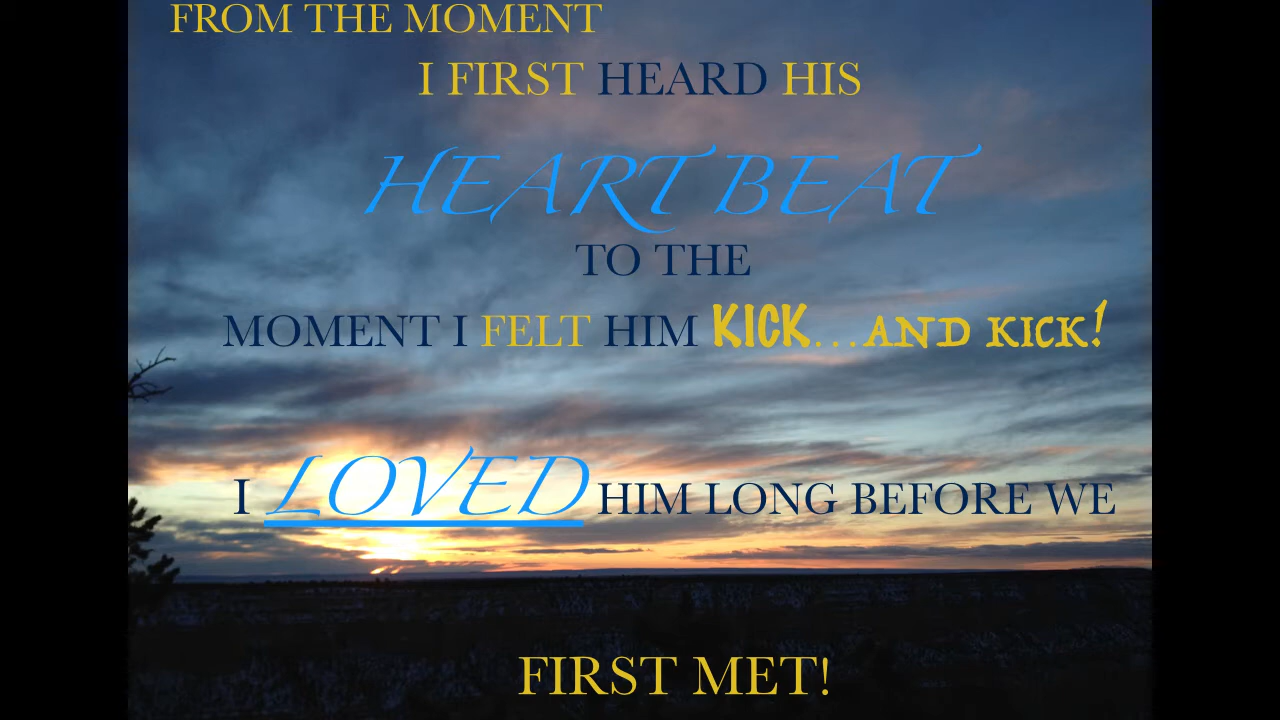 FROM THE MOMENT
I FIRST HEARD HIS
HEART BEAT
TO THE
MOMENT I FELT HIM KICK...AND KICK!
I LOVED HIM LONG BEFORE WE
FIRST MET!